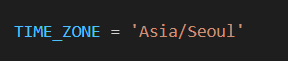 TIME_ZONE = 'Asia/Seoul'